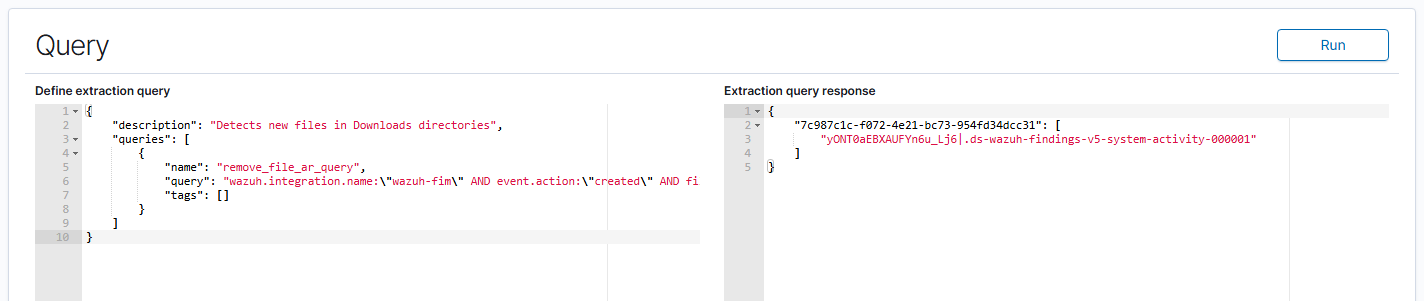 Query
Run
Define extraction query
1 {
2 "description": "Detects new files in Downloads directories",
3 "queries": [
4 {
5 "name": "remove_file_ar_query",
6 "query": "wazuh.integration.name:\"wazuh-fim\" AND event.action:\"created\" AND fi
7 "tags": []
8 }
9 ]
10 }
Extraction query response
1 {
2 "7c987c1c-f072-4e21-bc73-954fd34dcc31": [
3 "yONT0aEBXAUFYn6u_Lj6|.ds-wazuh-findings-v5-system-activity-000001"
4 ]
5 }